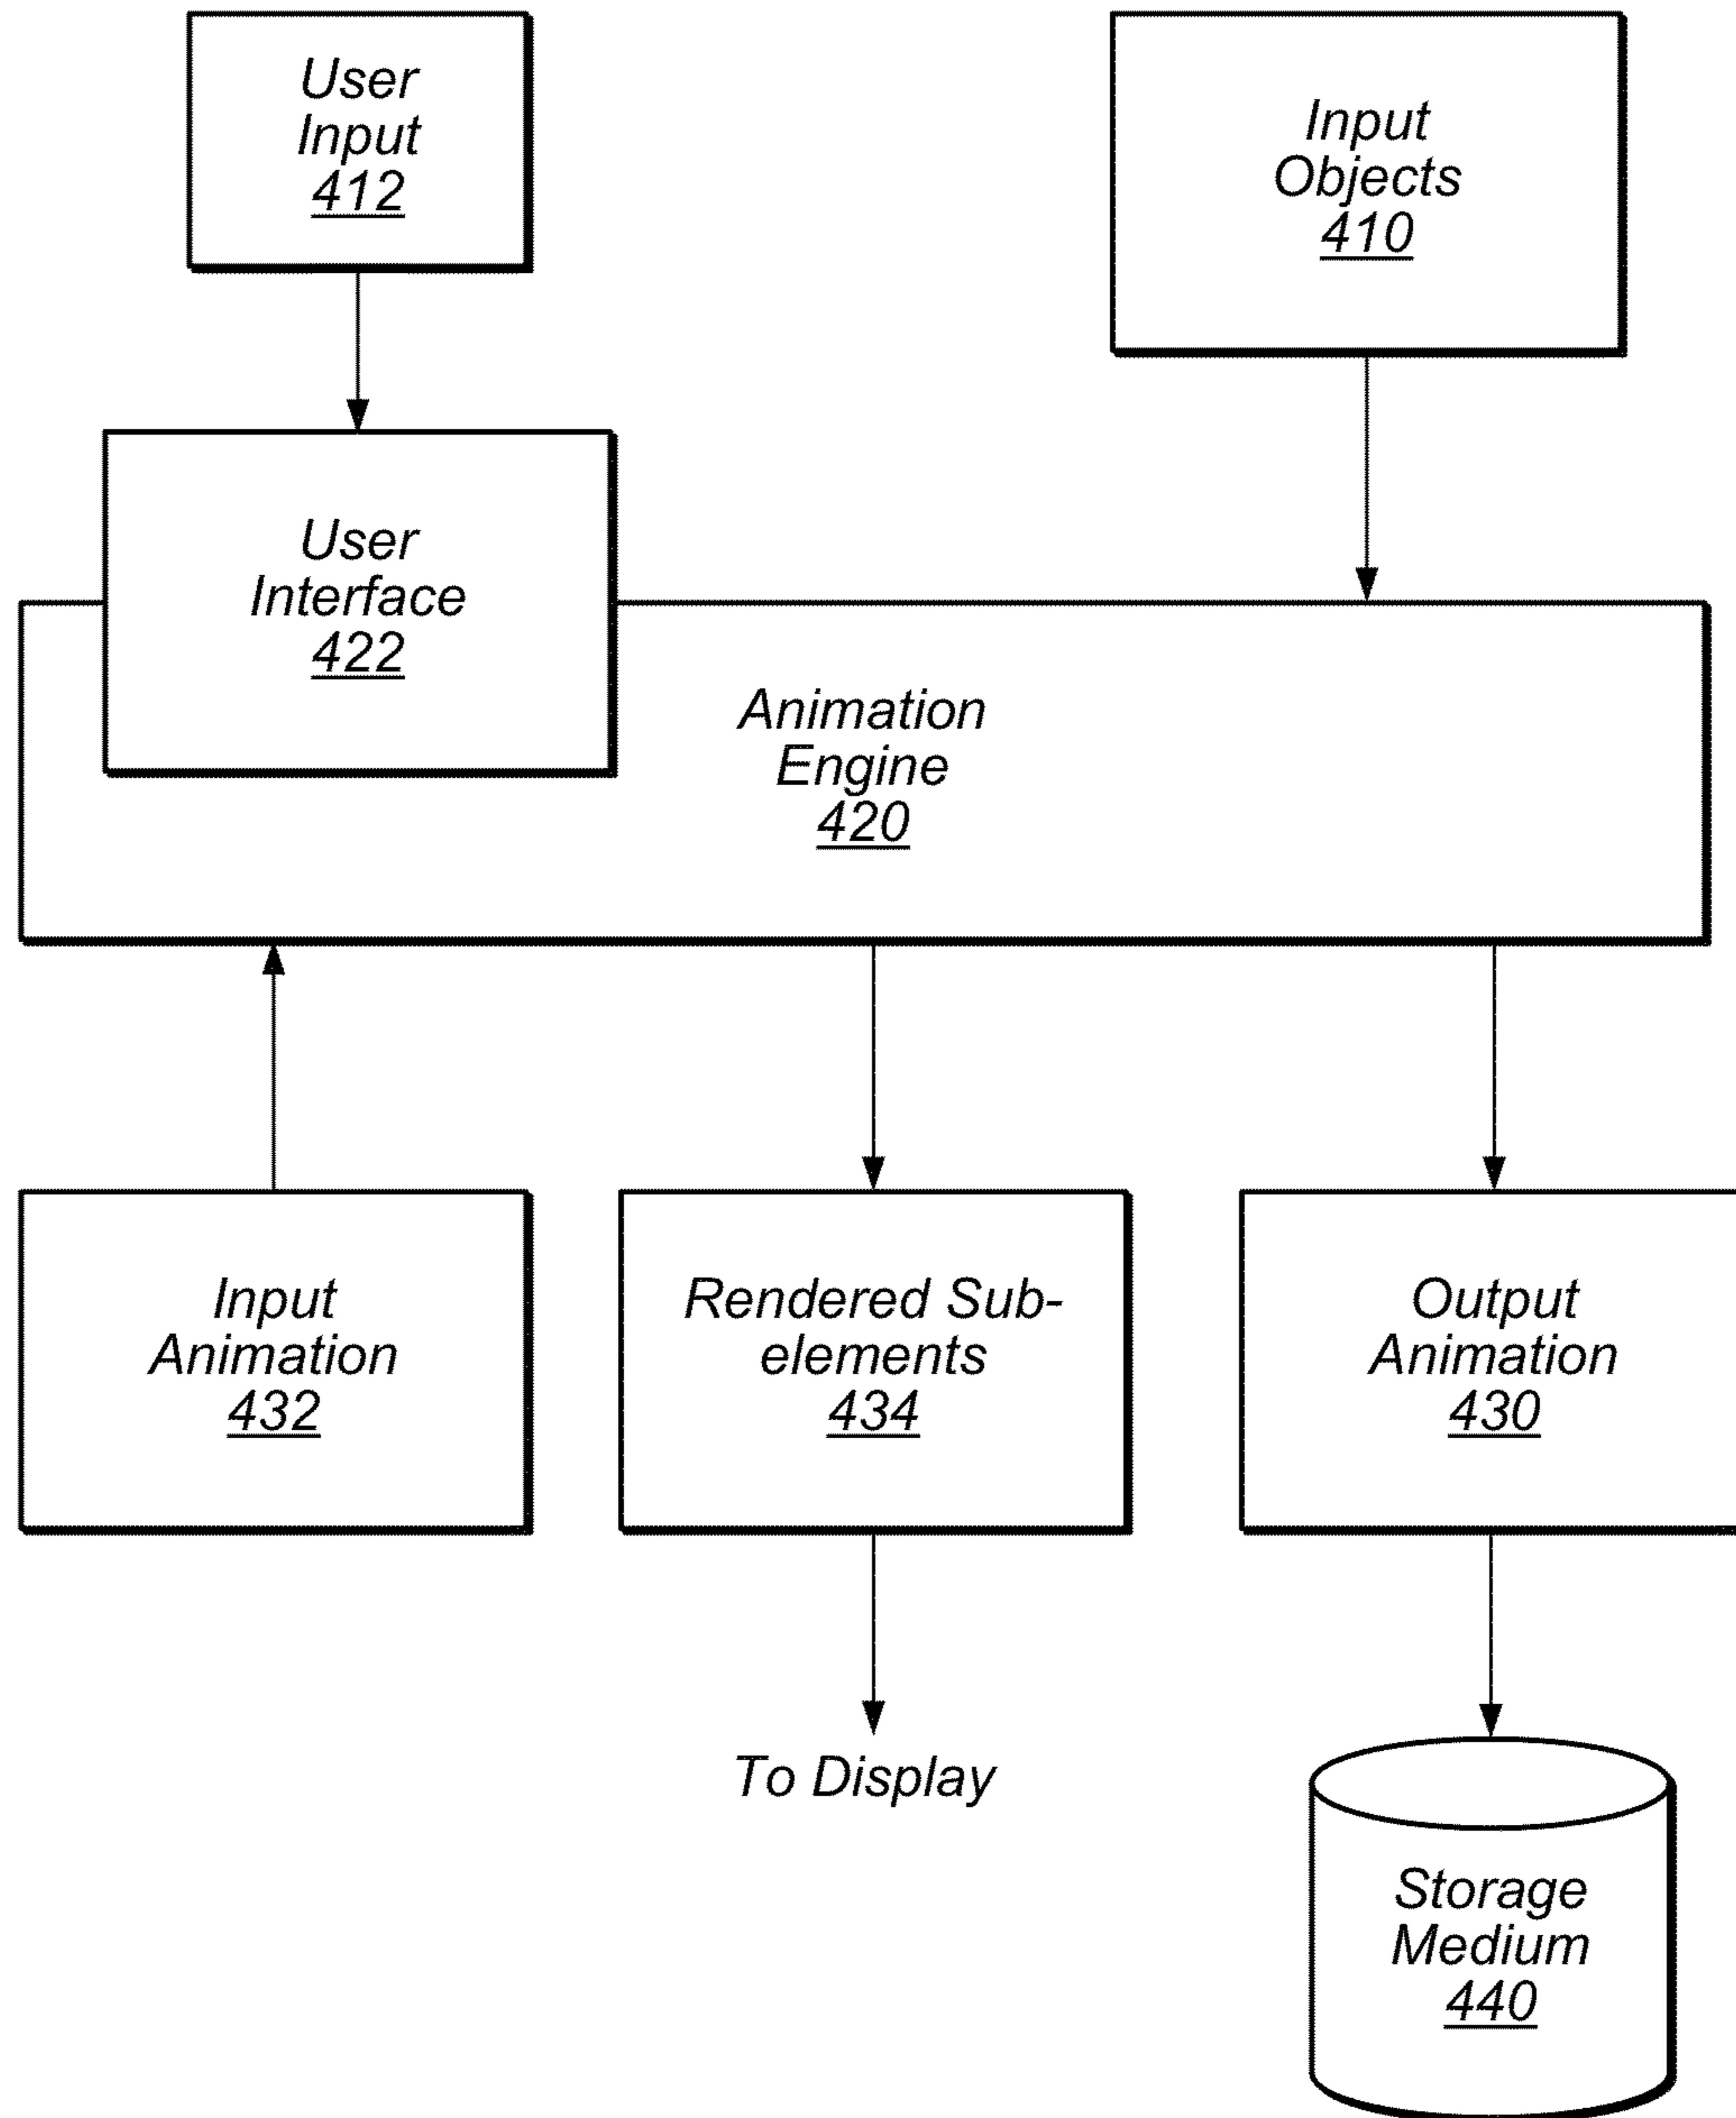 User
Input
412
Input
Objects
410
User
Interface
422
Animation
Engine
420
Input
Animation
432
Rendered Sub-
elements
434
Output
Animation
430
To Display
Storage
Medium
440